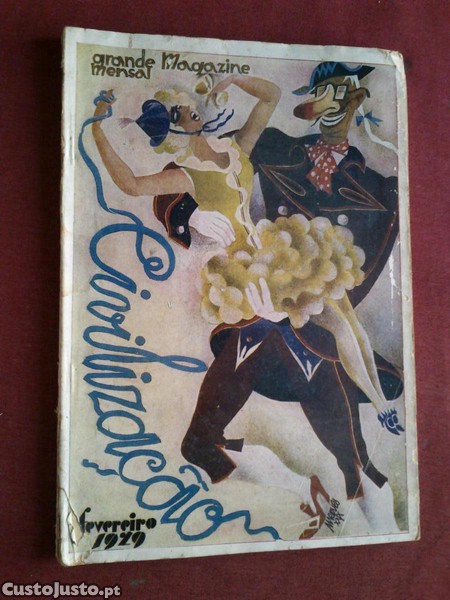 grande Magazine
mensal
Civilização
fevereiro
1929
CustoJusto.pt